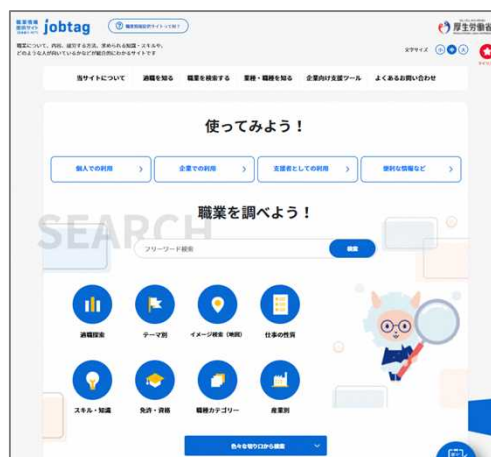 職業情報
提供サイト
jobtag
職業情報提供サイトって何？
厚生労働省
職業について、内容、就労する方法、求められる知識・スキルや、
どのような人が向いているかなどが総合的にわかるサイトです
文字サイズ 小 中 大
当サイトについて 適職を知る 職業を検索する 業種・職種を知る 企業向け支援ツール よくあるお問い合わせ
使ってみよう！
個人での利用 企業での利用 支援者としての利用 便利な情報など
職業を調べよう！
SEARCH
フリーワード検索 検索
適職探索 テーマ別 イメージ検索（地図） 仕事の性質
スキル・知識 免許・資格 職種カテゴリー 産業別
色々な切り口から検索